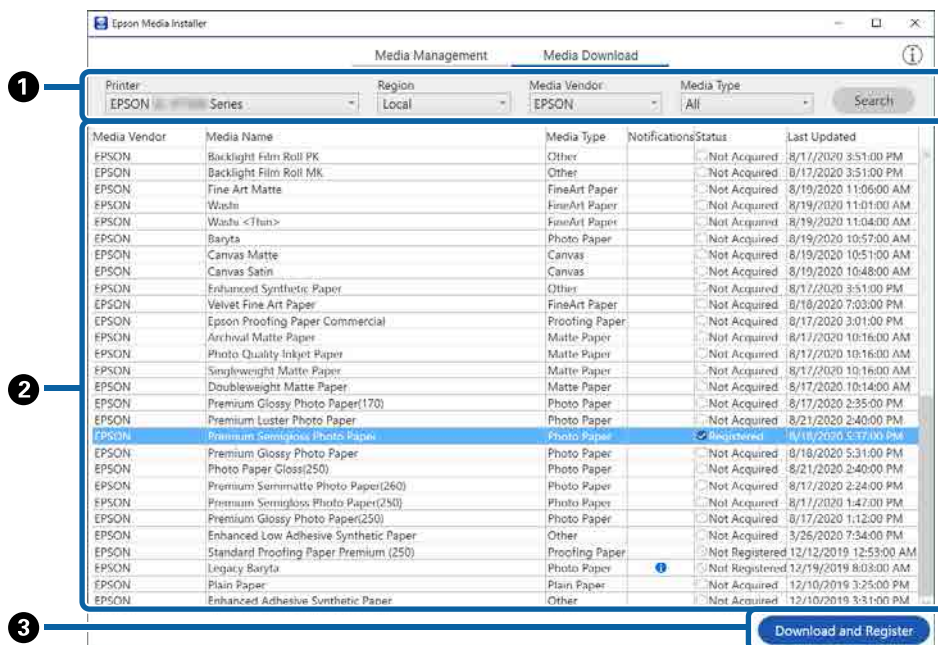 Epson Media Installer
Media Management Media Download
1
Printer Region Media Vendor Media Type
EPSON Series Local EPSON All Search
2
Media Vendor Media Name Media Type Notifications Status Last Updated
EPSON Backlight Film Roll PK Other Not Acquired 8/17/2020 3:51:00 PM
EPSON Backlight Film Roll MK Other Not Acquired 8/17/2020 3:51:00 PM
EPSON Fine Art Matte FineArt Paper Not Acquired 8/19/2020 11:06:00 AM
EPSON Washi FineArt Paper Not Acquired 8/19/2020 11:01:00 AM
EPSON Washi <Thin> FineArt Paper Not Acquired 8/19/2020 11:04:00 AM
EPSON Baryta Photo Paper Not Acquired 8/19/2020 10:57:00 AM
EPSON Canvas Matte Canvas Not Acquired 8/19/2020 10:51:00 AM
EPSON Canvas Satin Canvas Not Acquired 8/19/2020 10:48:00 AM
EPSON Enhanced Synthetic Paper Other Not Acquired 8/17/2020 3:51:00 PM
EPSON Velvet Fine Art Paper FineArt Paper Not Acquired 8/18/2020 7:03:00 PM
EPSON Epson Proofing Paper Commercial Proofing Paper Not Acquired 8/17/2020 3:01:00 PM
EPSON Archival Matte Paper Matte Paper Not Acquired 8/17/2020 10:16:00 AM
EPSON Photo Quality Inkjet Paper Matte Paper Not Acquired 8/17/2020 10:16:00 AM
EPSON Singleweight Matte Paper Matte Paper Not Acquired 8/17/2020 10:16:00 AM
EPSON Doubleweight Matte Paper Matte Paper Not Acquired 8/17/2020 10:14:00 AM
EPSON Premium Glossy Photo Paper(170) Photo Paper Not Acquired 8/17/2020 2:35:00 PM
EPSON Premium Luster Photo Paper Photo Paper Not Acquired 8/21/2020 2:40:00 PM
EPSON Premium Semigloss Photo Paper Photo Paper Registered 8/18/2020 5:37:00 PM
EPSON Premium Glossy Photo Paper Photo Paper Not Acquired 8/18/2020 5:31:00 PM
EPSON Photo Paper Gloss(250) Photo Paper Not Acquired 8/21/2020 2:40:00 PM
EPSON Premium Semimatte Photo Paper(260) Photo Paper Not Acquired 8/17/2020 2:24:00 PM
EPSON Premium Semigloss Photo Paper(250) Photo Paper Not Acquired 8/17/2020 1:47:00 PM
EPSON Premium Glossy Photo Paper(250) Photo Paper Not Acquired 8/17/2020 1:12:00 PM
EPSON Enhanced Low Adhesive Synthetic Paper Other Not Acquired 3/26/2020 7:34:00 PM
EPSON Standard Proofing Paper Premium (250) Proofing Paper Not Registered 12/12/2019 12:53:00 AM
EPSON Legacy Baryta Photo Paper Not Registered 12/19/2019 8:03:00 AM
EPSON Plain Paper Plain Paper Not Acquired 12/10/2019 3:25:00 PM
EPSON Enhanced Adhesive Synthetic Paper Other Not Acquired 12/10/2019 3:31:00 PM
3
Download and Register